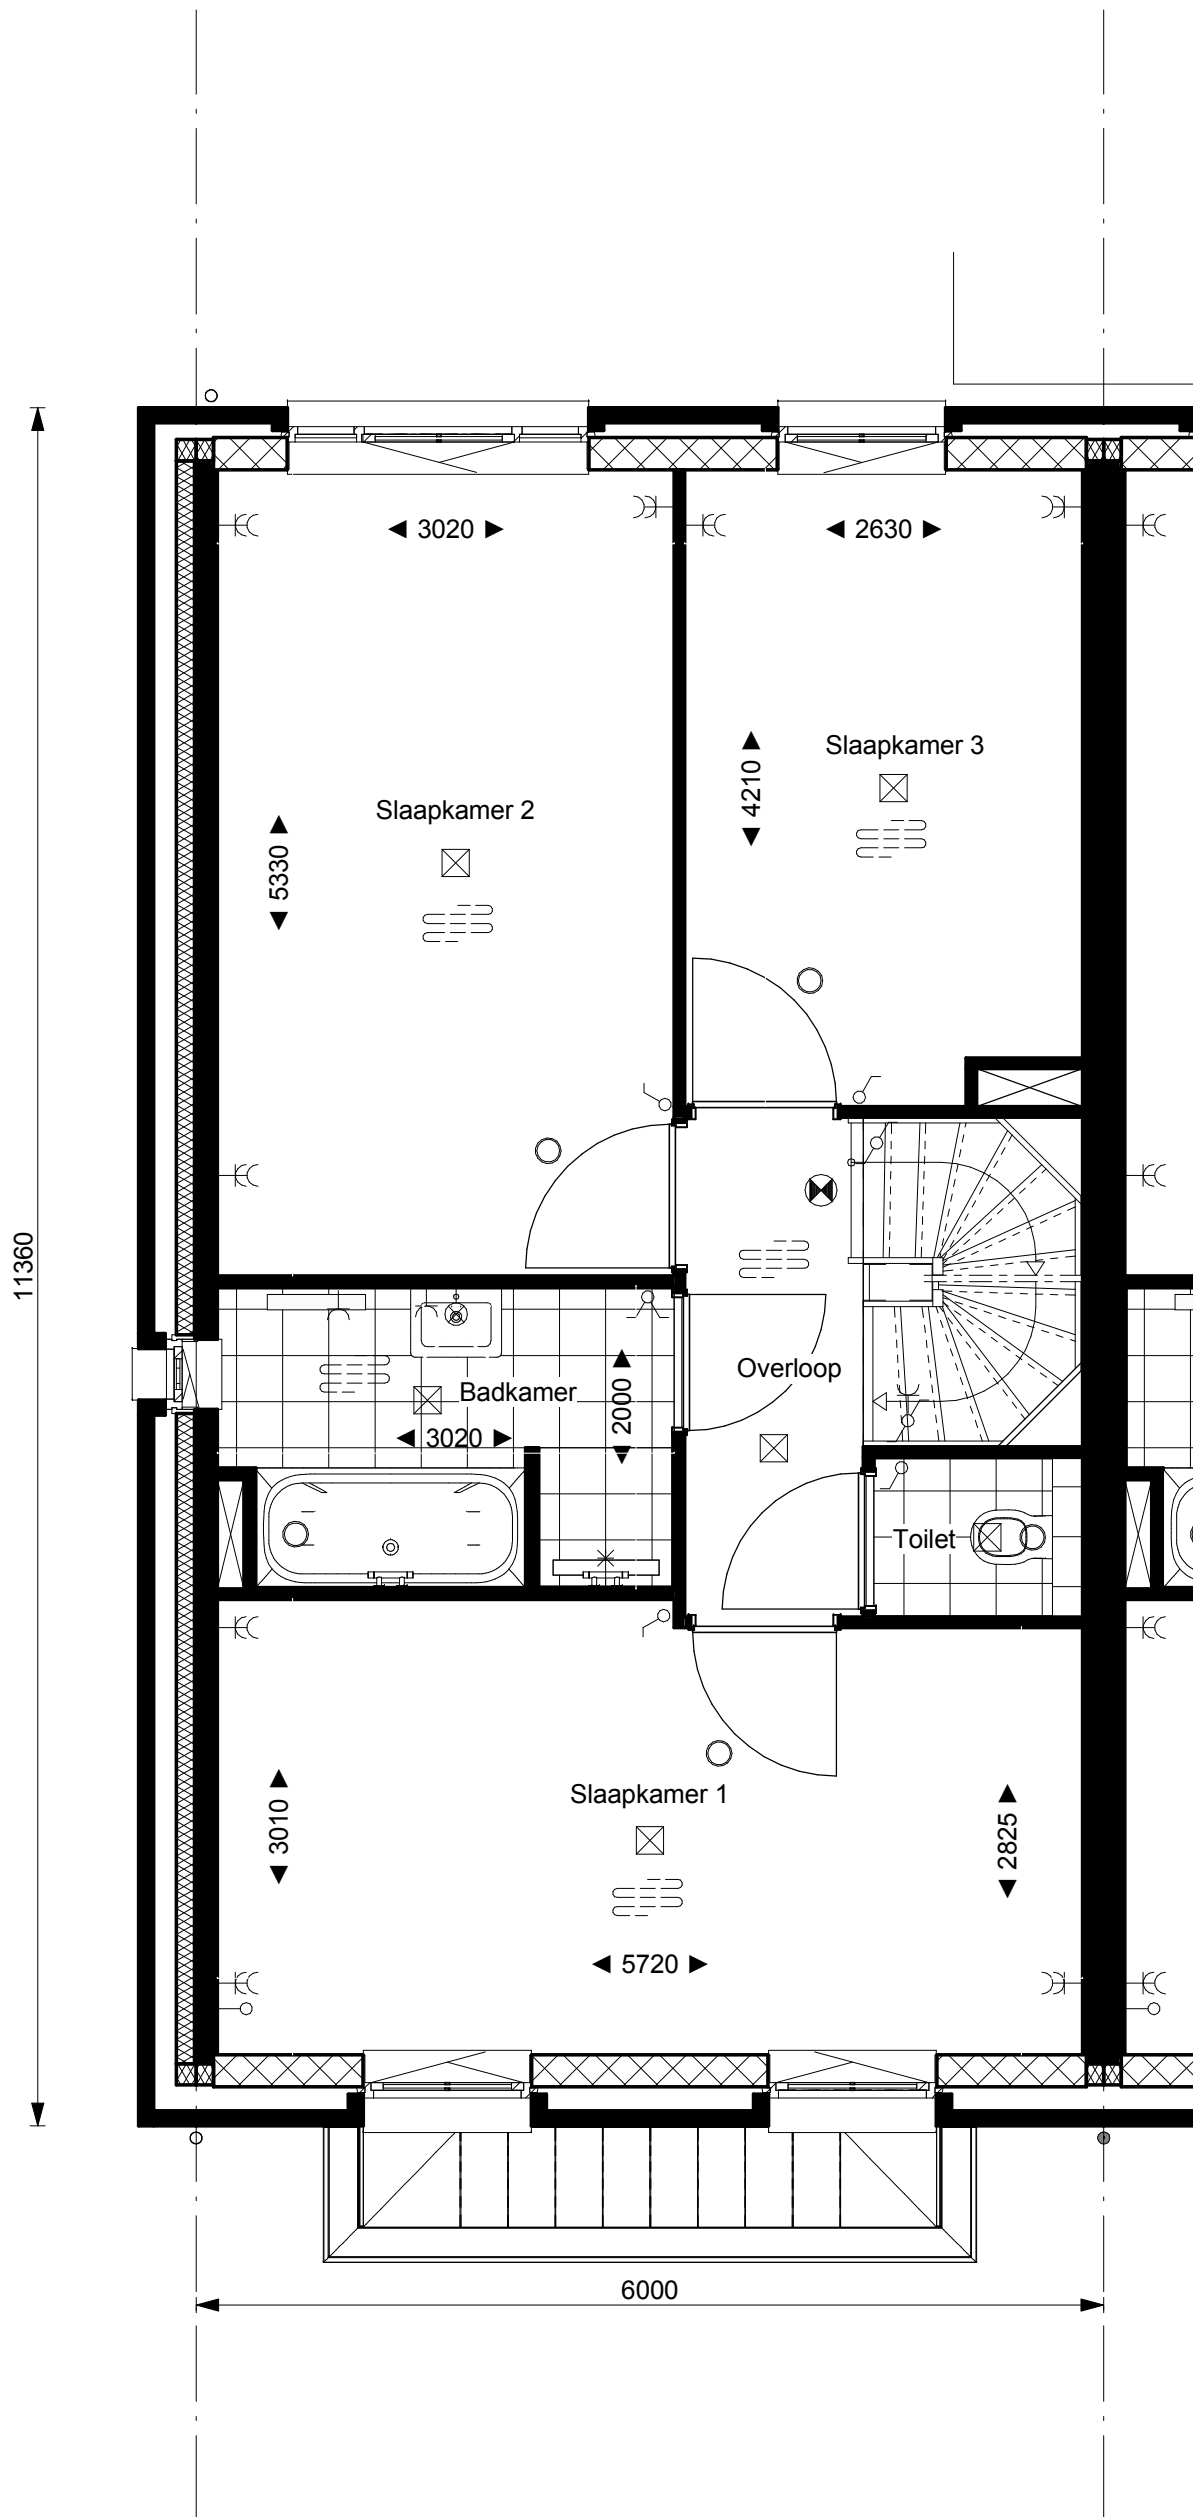 ◄ 3020 ►
◄ 2630 ►
Slaapkamer 3
◄ 4210 ►
Slaapkamer 2
◄ 5330 ►
11360
Overloop
Badkamer
◄ 2000 ►
◄ 3020 ►
Toilet
Slaapkamer 1
◄ 3010 ►
◄ 2825 ►
◄ 5720 ►
6000